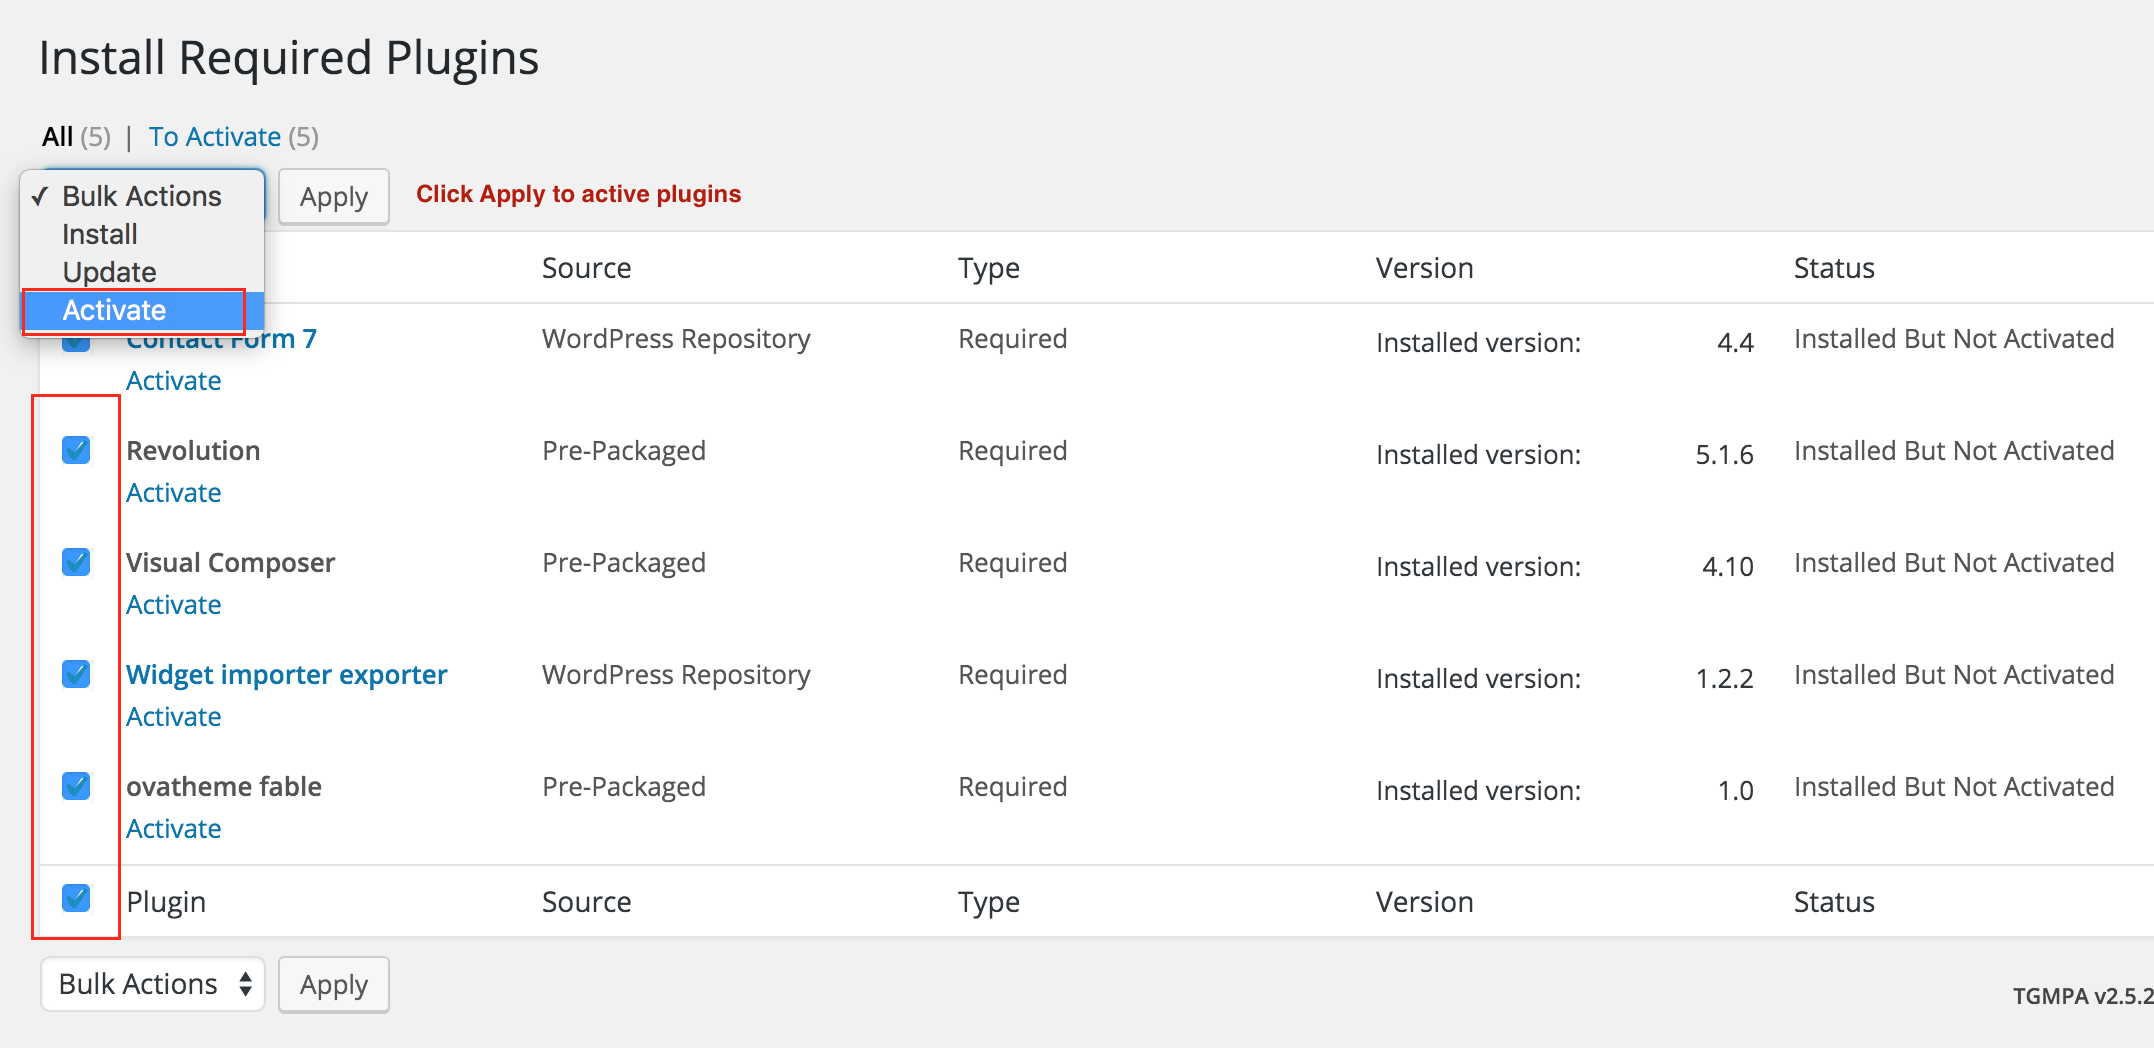 Install Required Plugins
All (5) | To Activate (5)
✓ Bulk Actions
Install
Update
Activate
Apply
Click Apply to active plugins
Source Type Version Status
Contact Form 7 WordPress Repository Required Installed version: 4.4 Installed But Not Activated
Activate
Revolution Pre-Packaged Required Installed version: 5.1.6 Installed But Not Activated
Activate
Visual Composer Pre-Packaged Required Installed version: 4.10 Installed But Not Activated
Activate
Widget importer exporter WordPress Repository Required Installed version: 1.2.2 Installed But Not Activated
Activate
ovatheme fable Pre-Packaged Required Installed version: 1.0 Installed But Not Activated
Activate
Plugin Source Type Version Status
Bulk Actions Apply
TGMPA v2.5.2